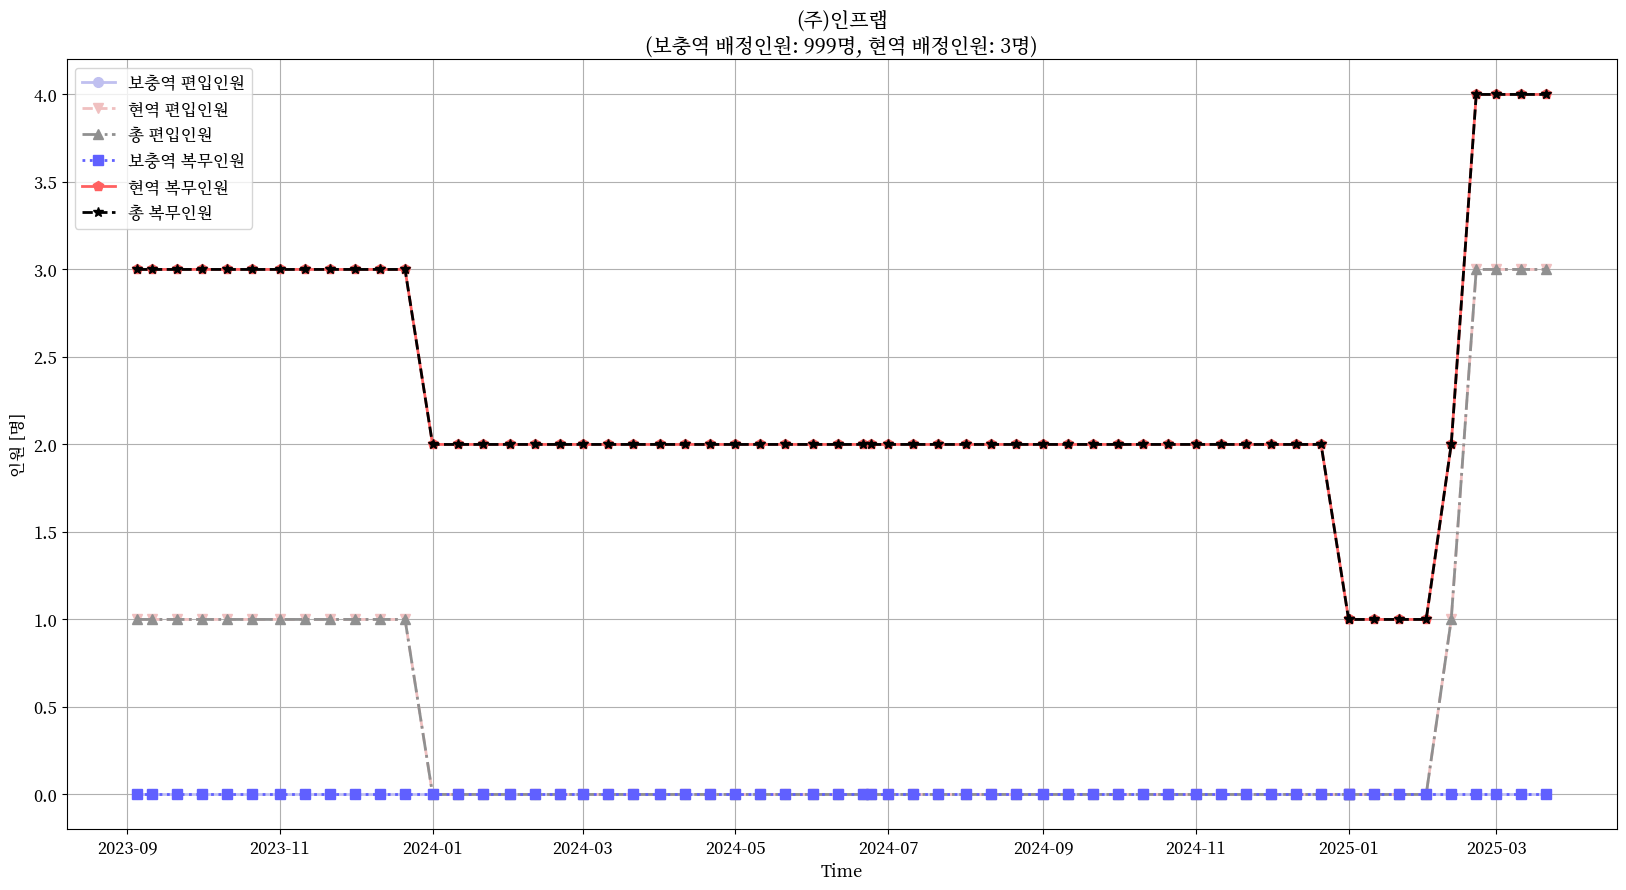 (주)인프랩
(보충역 배정인원: 999명, 현역 배정인원: 3명)
보충역 편입인원
현역 편입인원
총 편입인원
보충역 복무인원
현역 복무인원
총 복무인원
인원 [명]
4.0
3.5
3.0
2.5
2.0
1.5
1.0
0.5
0.0
2023-09 2023-11 2024-01 2024-03 2024-05 2024-07 2024-09 2024-11 2025-01 2025-03
Time